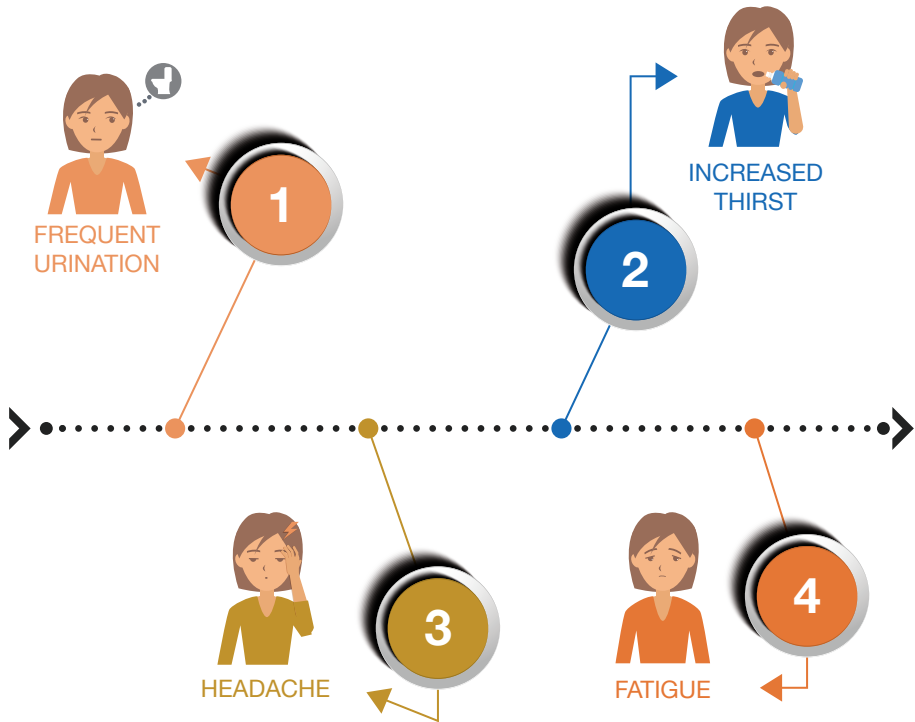 1
FREQUENT
URINATION
2
INCREASED
THIRST
3
HEADACHE
4
FATIGUE